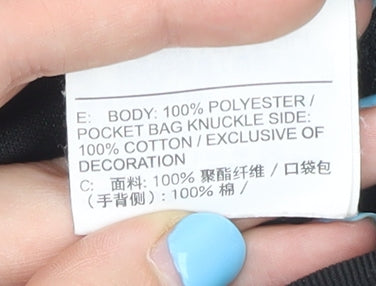 E: BODY: 100% POLYESTER /
POCKET BAG KNUCKLE SIDE:
100% COTTON / EXCLUSIVE OF
DECORATION
C: 面料: 100% 聚酯纤维 / 口袋包
（手背侧）: 100% 棉 /